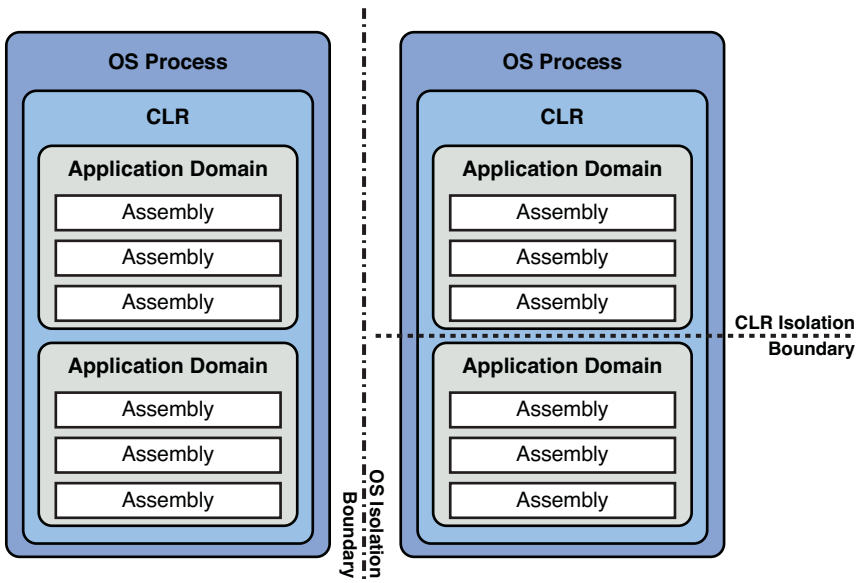 OS Process
CLR
Application Domain
Assembly
Assembly
Assembly
Application Domain
Assembly
Assembly
Assembly
OS Isolation
Boundary
OS Process
CLR
Application Domain
Assembly
Assembly
Assembly
CLR Isolation
Boundary
Application Domain
Assembly
Assembly
Assembly